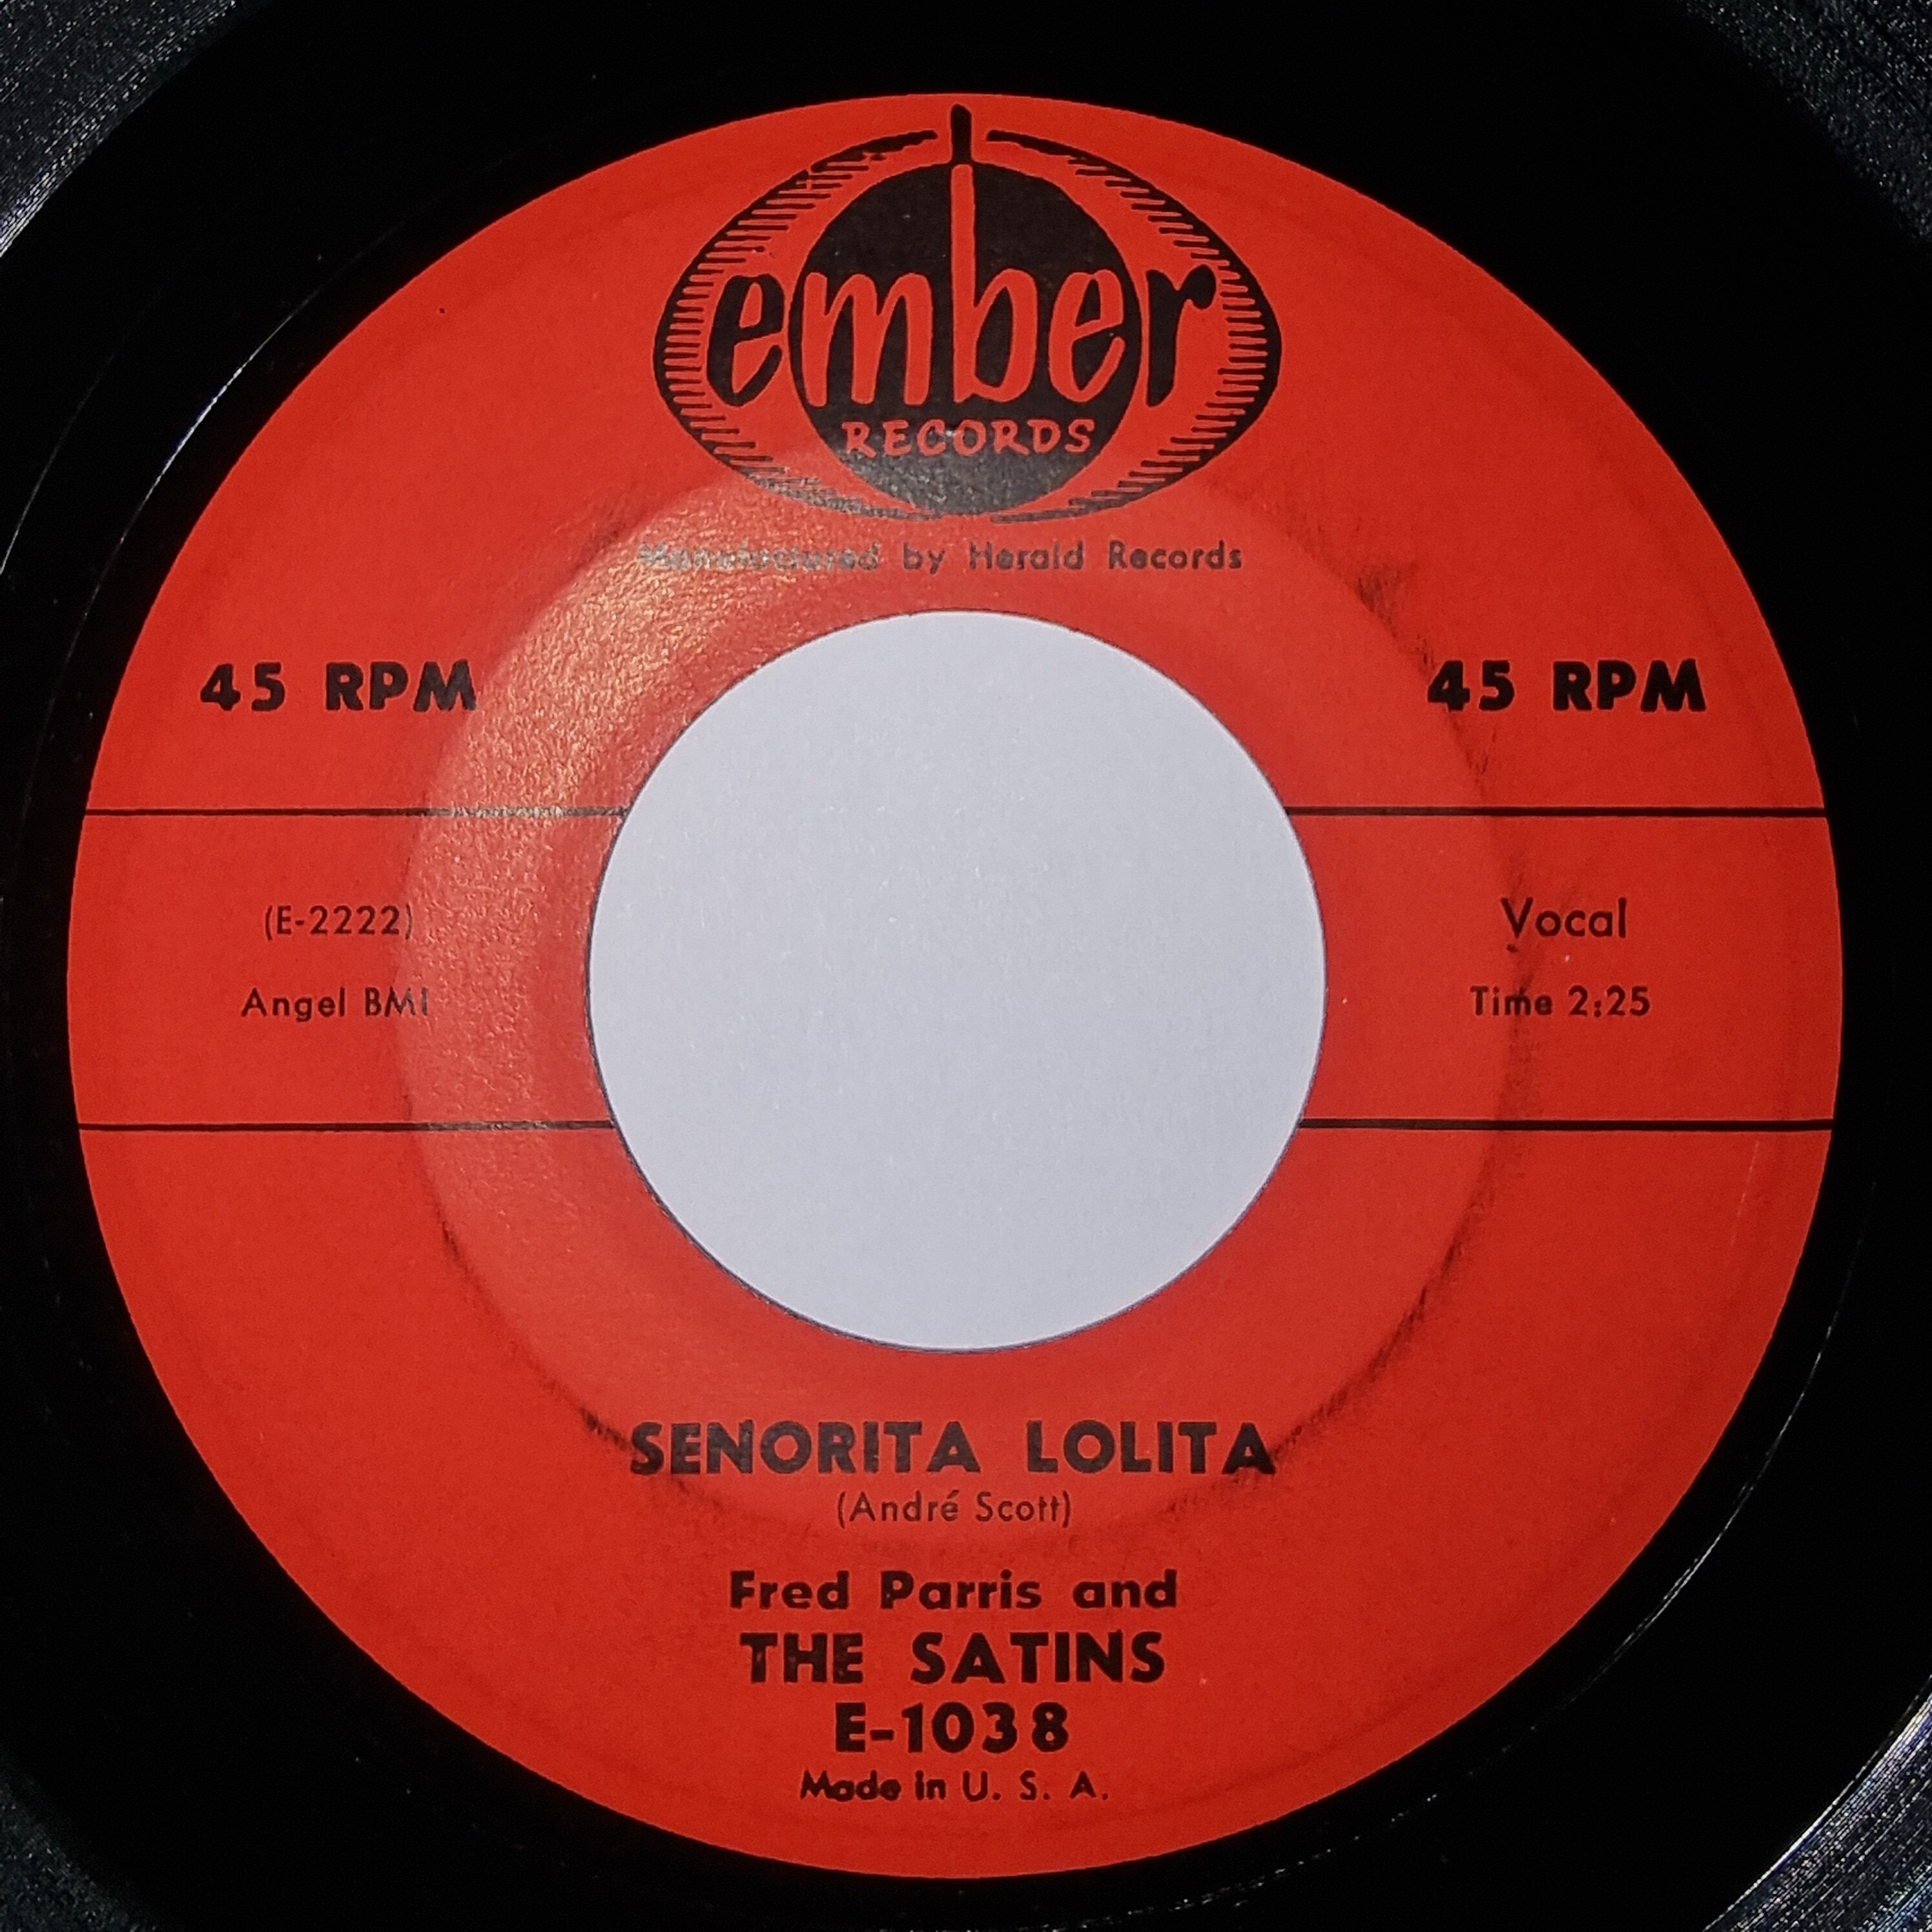 ember
RECORDS
Manufactured by Herald Records
45 RPM
45 RPM
(E-2222)
Angel BMI
Vocal
Time 2:25
SENORITA LOLITA
(André Scott)
Fred Parris and
THE SATINS
E-1038
Made in U. S. A.